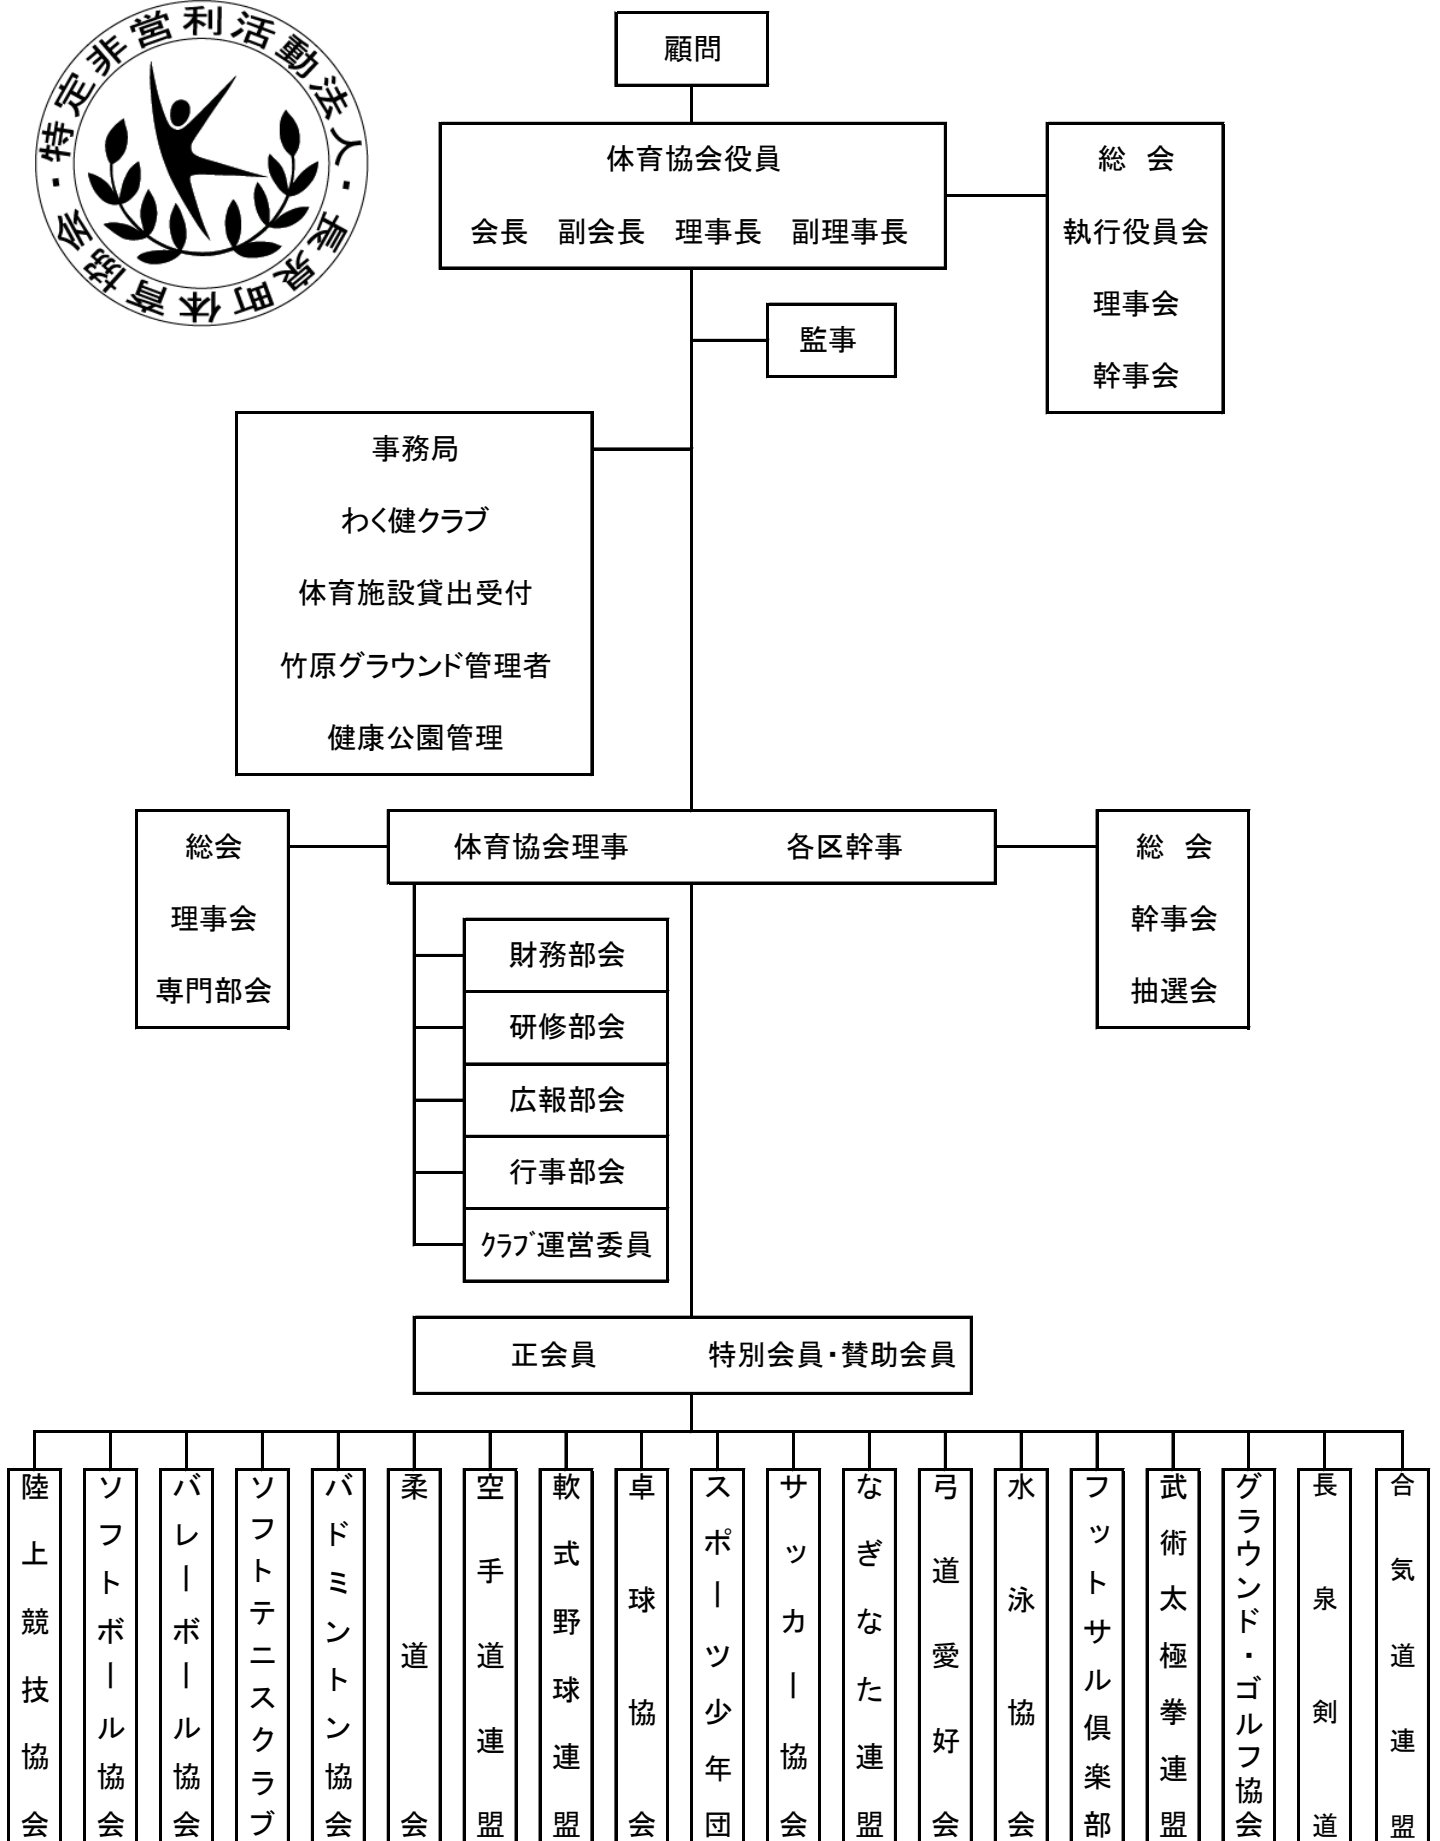 特定非営利活動法人・長泉町体育協会・
顧問
体育協会役員
会長　副会長　理事長　副理事長
総　会
執行役員会
理事会
幹事会
監事
事務局
わく健クラブ
体育施設貸出受付
竹原グラウンド管理者
健康公園管理
総会
理事会
専門部会
体育協会理事　各区幹事
総　会
幹事会
抽選会
財務部会
研修部会
広報部会
行事部会
ｸﾗﾌﾞ運営委員
正会員　特別会員・賛助会員
陸上競技協会
ソフトボール協会
バレーボール協会
ソフトテニスクラブ
バドミントン協会
柔道会
空手道連盟
軟式野球連盟
卓球協会
スポーツ少年団
サッカー協会
なぎなた連盟
弓道愛好会
水泳協会
フットサル倶楽部
武術太極拳連盟
グラウンド・ゴルフ協会
長泉剣道
合気道連盟